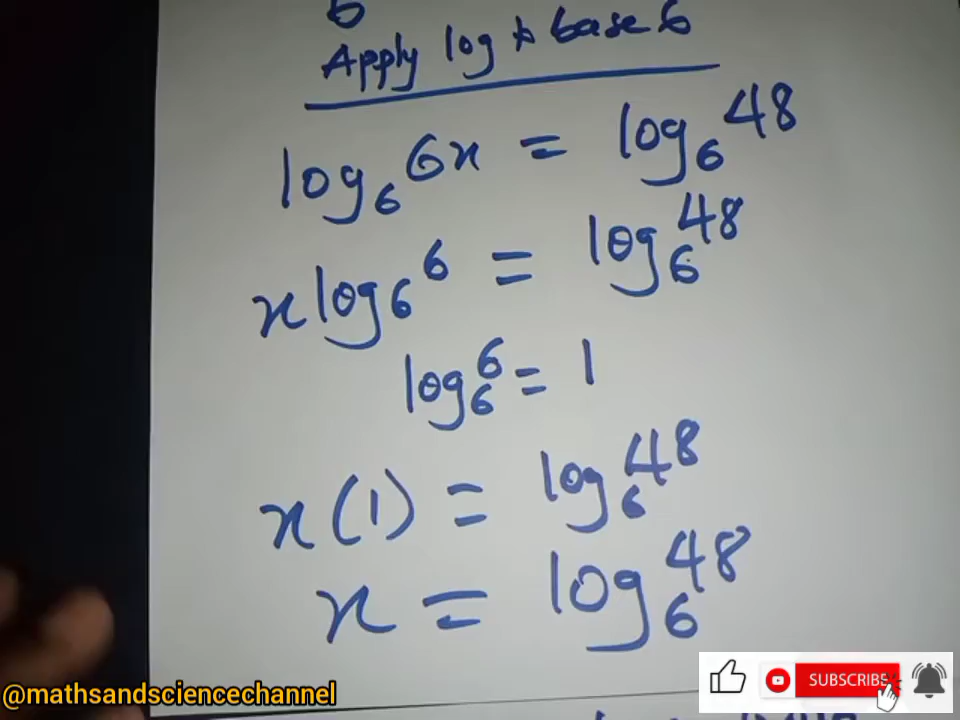 6
Apply log to base 6
log₆ 6x = log₆ 48
x log₆ 6 = log₆ 48
log₆ 6 = 1
x(1) = log₆ 48
x = log₆ 48
@mathsandsciencechannel
SUBSCRIBE